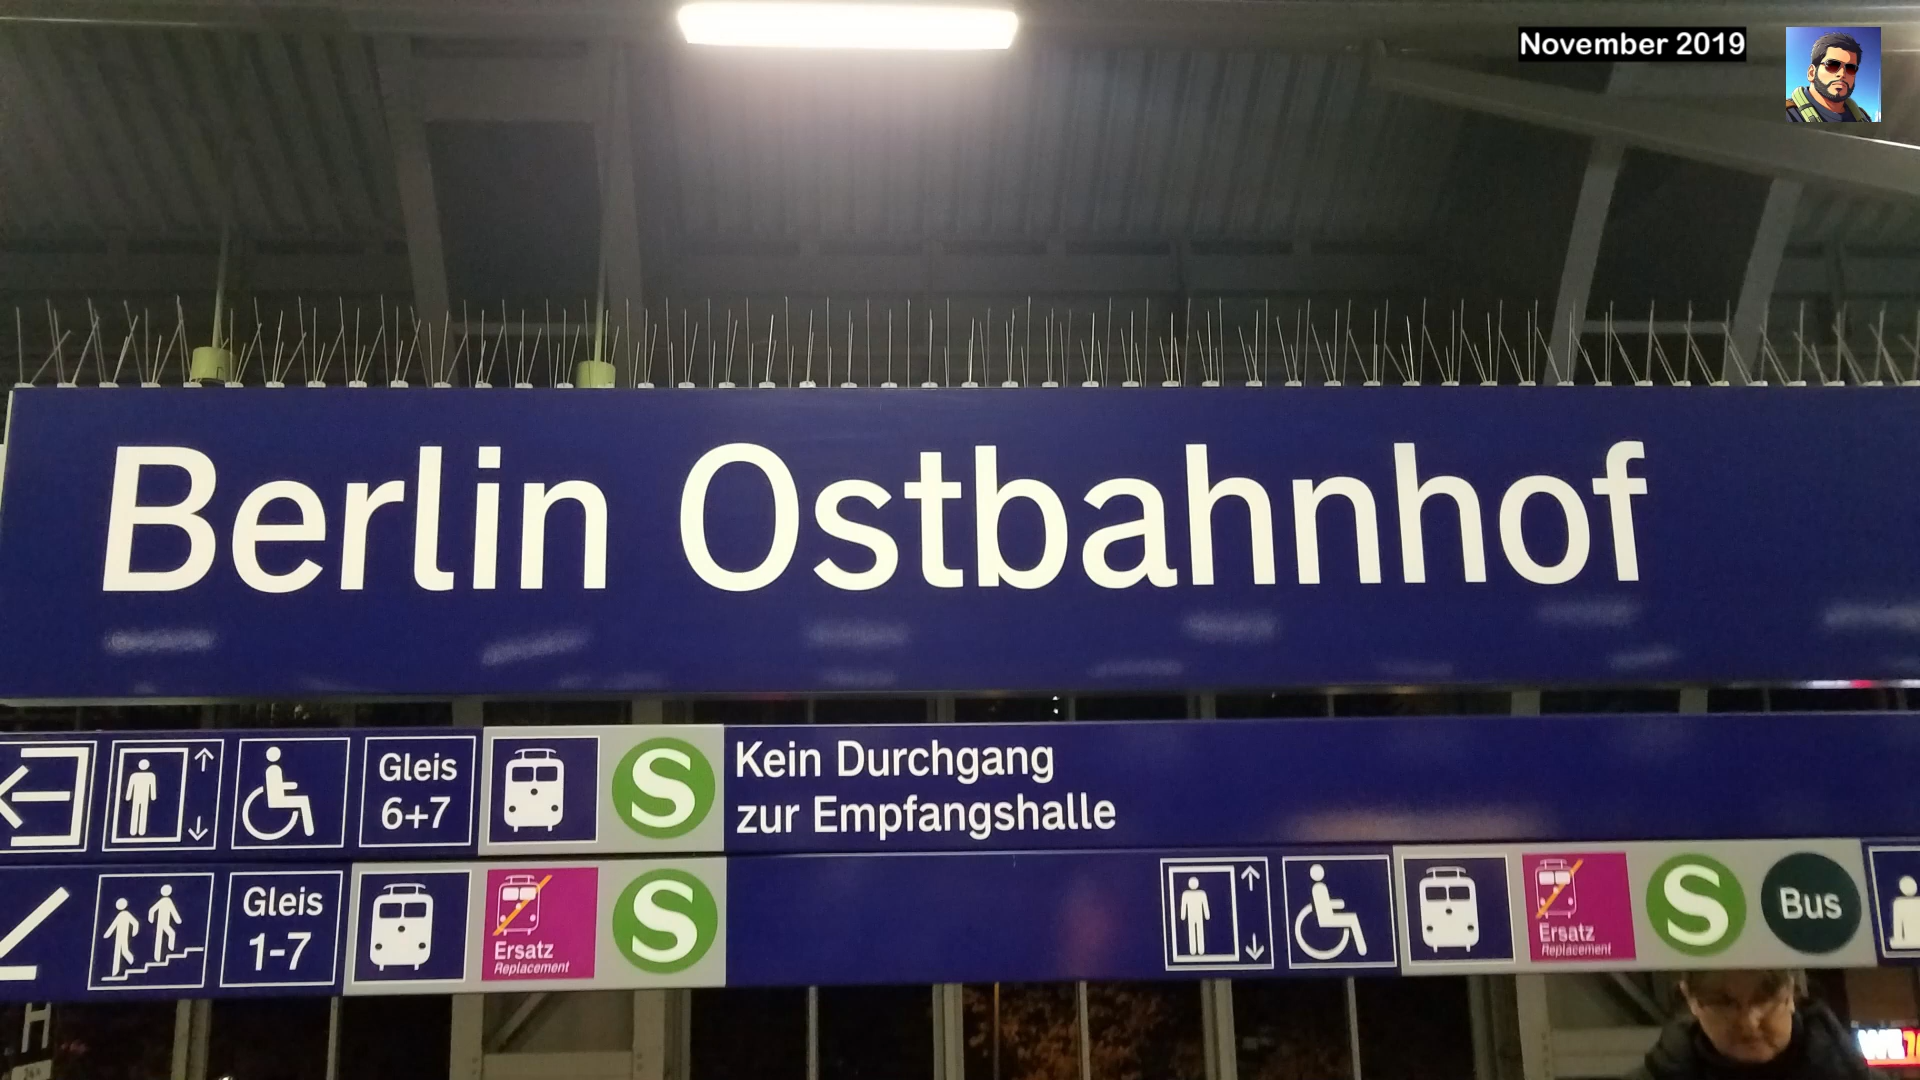 November 2019
Berlin Ostbahnhof
Gleis
6+7
S
Kein Durchgang
zur Empfangshalle
Gleis
1-7
Ersatz
Replacement
S
Ersatz
Replacement
S
Bus
H